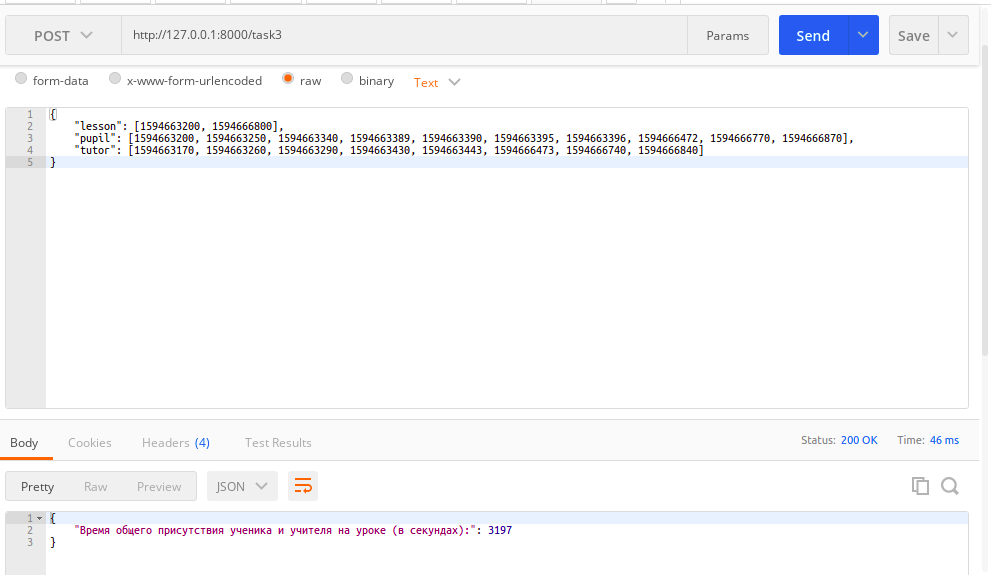 POST http://127.0.0.1:8000/task3 Params Send Save
form-data x-www-form-urlencoded raw binary Text
1 {
2 "lesson": [1594663200, 1594666800],
3 "pupil": [1594663200, 1594663250, 1594663340, 1594663389, 1594663390, 1594663395, 1594663396, 1594666472, 1594666770, 1594666870],
4 "tutor": [1594663170, 1594663260, 1594663290, 1594663430, 1594663443, 1594666473, 1594666740, 1594666840]
5 }
Body Cookies Headers (4) Test Results Status: 200 OK Time: 46 ms
Pretty Raw Preview JSON
1 {
2 "Время общего присутствия ученика и учителя на уроке (в секундах):": 3197
3 }